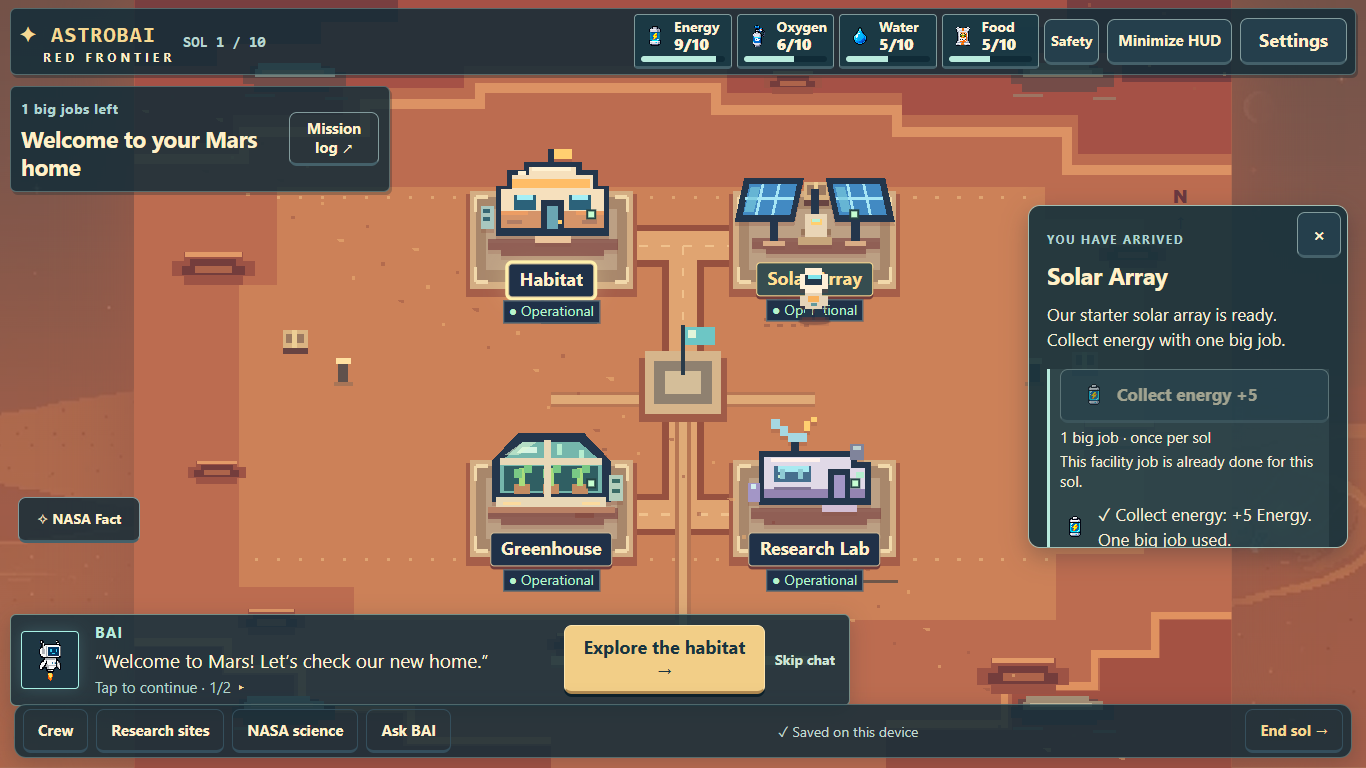 ✦ ASTROBAI
RED FRONTIER
SOL 1 / 10
Energy
9/10
Oxygen
6/10
Water
5/10
Food
5/10
Safety
Minimize HUD
Settings
1 big jobs left
Welcome to your Mars
home
Mission
log ↗
N
Habitat
• Operational
Solar Array
• Operational
YOU HAVE ARRIVED
×
Solar Array
Our starter solar array is ready.
Collect energy with one big job.
Collect energy +5
1 big job · once per sol
This facility job is already done for this
sol.
✓ Collect energy: +5 Energy.
One big job used.
✧ NASA Fact
Greenhouse
• Operational
Research Lab
• Operational
BAI
“Welcome to Mars! Let’s check our new home.”
Tap to continue · 1/2 ▸
Explore the habitat
→
Skip chat
Crew
Research sites
NASA science
Ask BAI
✓ Saved on this device
End sol →